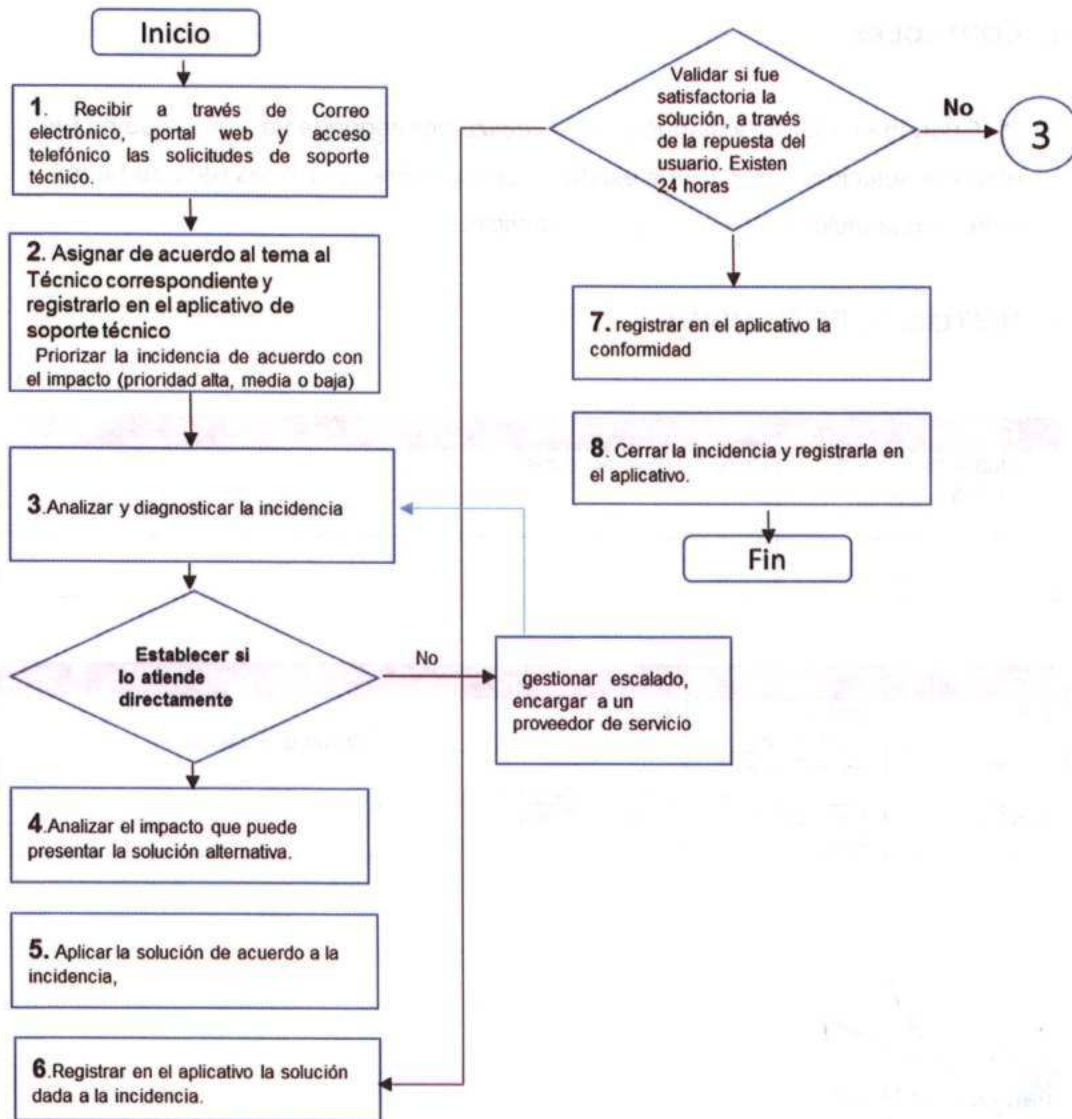 Inicio
1. Recibir a través de Correo
electrónico, portal web y acceso
telefónico las solicitudes de soporte
técnico.
2. Asignar de acuerdo al tema al
Técnico correspondiente y
registrarlo en el aplicativo de
soporte técnico
Priorizar la incidencia de acuerdo con
el impacto (prioridad alta, media o baja)
3.Analizar y diagnosticar la incidencia
Establecer si
lo atiende
directamente
No
gestionar escalado,
encargar a un
proveedor de servicio
4.Analizar el impacto que puede
presentar la solución alternativa.
5. Aplicar la solución de acuerdo a la
incidencia,
6.Registrar en el aplicativo la solución
dada a la incidencia.
Validar si fue
satisfactoria la
solución, a través
de la repuesta del
usuario. Existen
24 horas
No
3
7. registrar en el aplicativo la
conformidad
8. Cerrar la incidencia y registrarla en
el aplicativo.
Fin